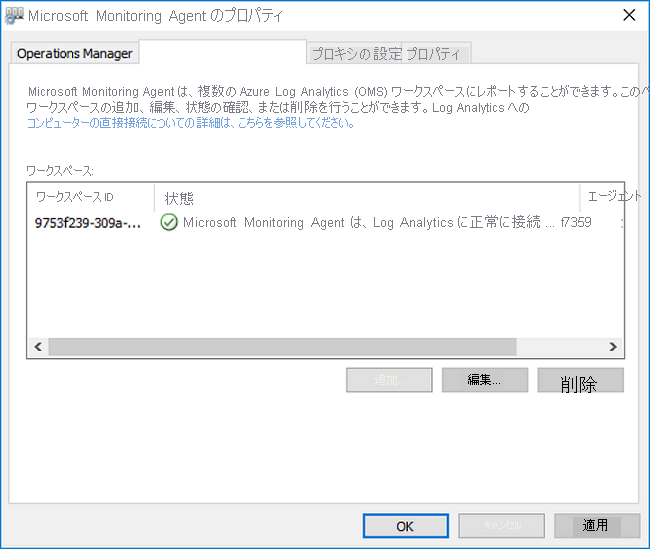 Microsoft Monitoring Agent のプロパティ
Operations Manager プロキシの設定 プロパティ
Microsoft Monitoring Agent は、複数の Azure Log Analytics (OMS) ワークスペースにレポートすることができます。この
ワークスペースの追加、編集、状態の確認、または削除を行うことができます。Log Analytics への
コンピューターの直接接続についての詳細は、こちらを参照してください。
ワークスペース:
ワークスペース ID 状態 エージェント
9753f239-309a-... Microsoft Monitoring Agent は、Log Analytics に正常に接続 ... f7359
追加... 編集... 削除
OK キャンセル 適用